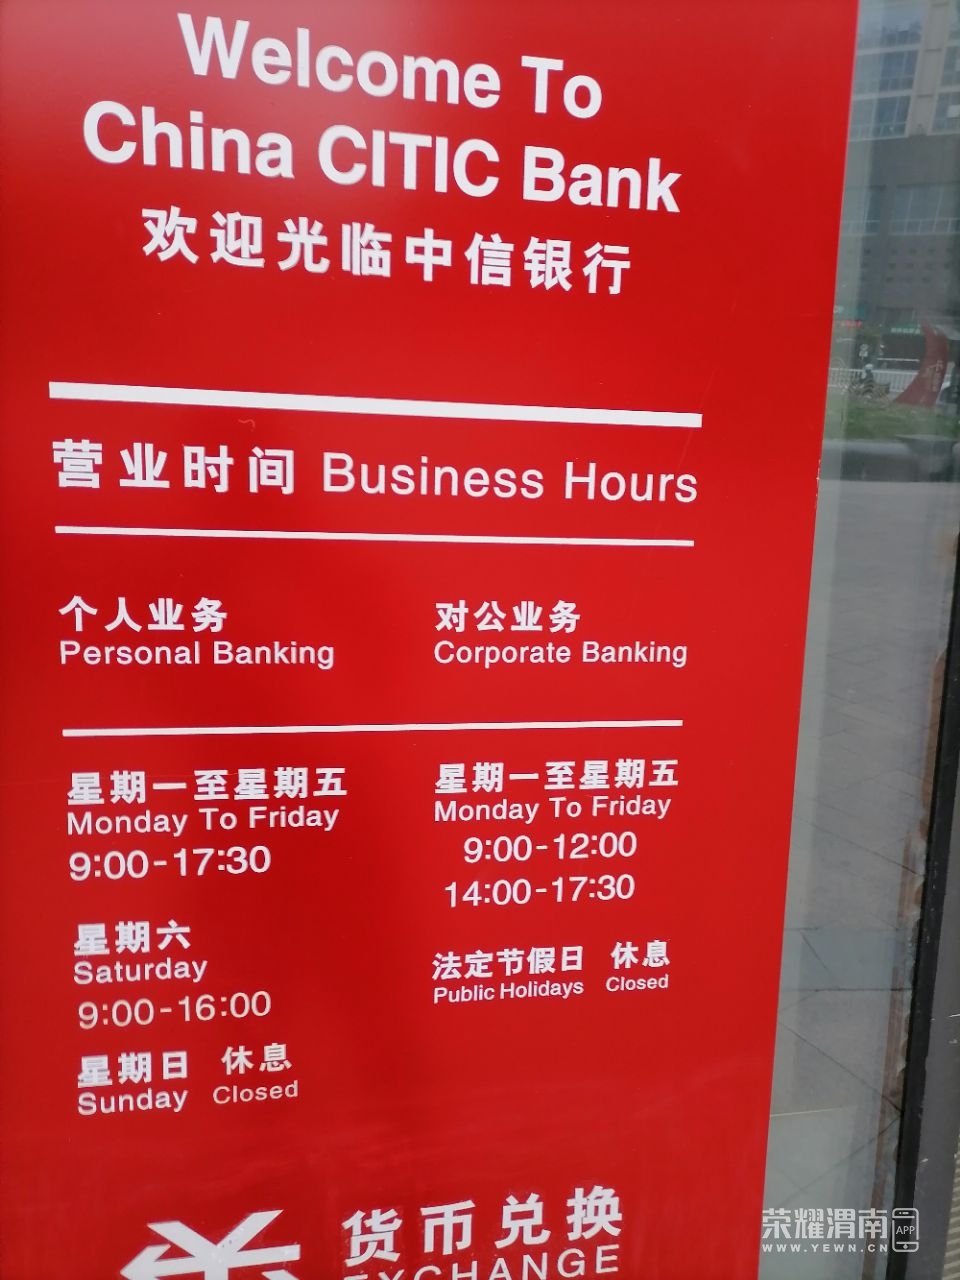 Welcome To
China CITIC Bank
欢迎光临中信银行
营业时间 Business Hours
个人业务
Personal Banking
星期一至星期五
Monday To Friday
9:00-17:30
星期六
Saturday
9:00-16:00
星期日 休息
Sunday Closed
对公业务
Corporate Banking
星期一至星期五
Monday To Friday
9:00-12:00
14:00-17:30
法定节假日 休息
Public Holidays Closed
货币兑换
EXCHANGE
荣耀渭南 APP
WWW.YEWN.CN